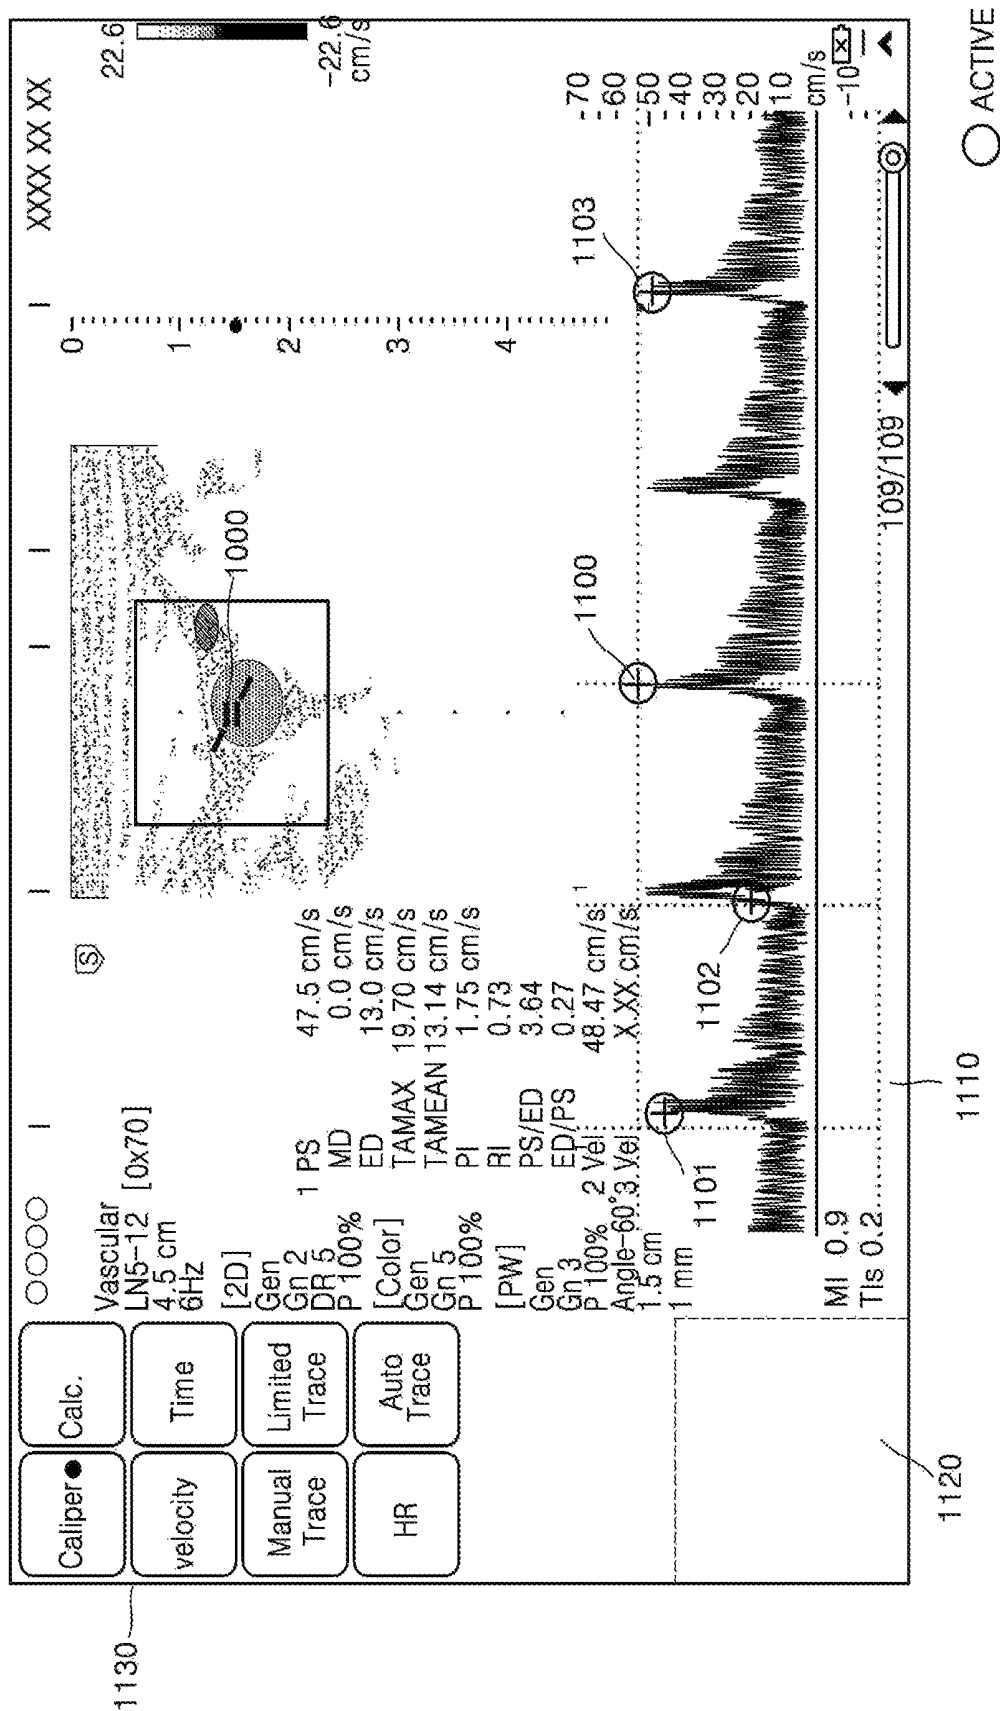 1130
Caliper
Calc.
velocity
Time
Manual
Trace
Limited
Trace
HR
Auto
Trace
1120
Vascular
LN5-12 [0x70]
4.5 cm
6Hz
[2D]
Gen
Gn 2
DR 5
P 100%
[Color]
Gen
Gn 5
P 100%
[PW]
Gen
Gn 3
P 100%
Angle-60°
1.5 cm
1 mm
1 PS 47.5 cm/s
MD 0.0 cm/s
ED 13.0 cm/s
TAMAX 19.70 cm/s
TAMEAN 13.14 cm/s
PI 1.75 cm/s
RI 0.73
PS/ED 3.64
ED/PS 0.27
2 Vel 48.47 cm/s
3 Vel X.XX cm/s
MI 0.9
TIs 0.2
S
1000
0
1
2
3
4
XXXX XX XX
22.6
-22.6
cm/s
1
1101
1102
1100
1103
-70
-60
-50
-40
-30
-20
10
cm/s
-10
X
109/109
1110
ACTIVE